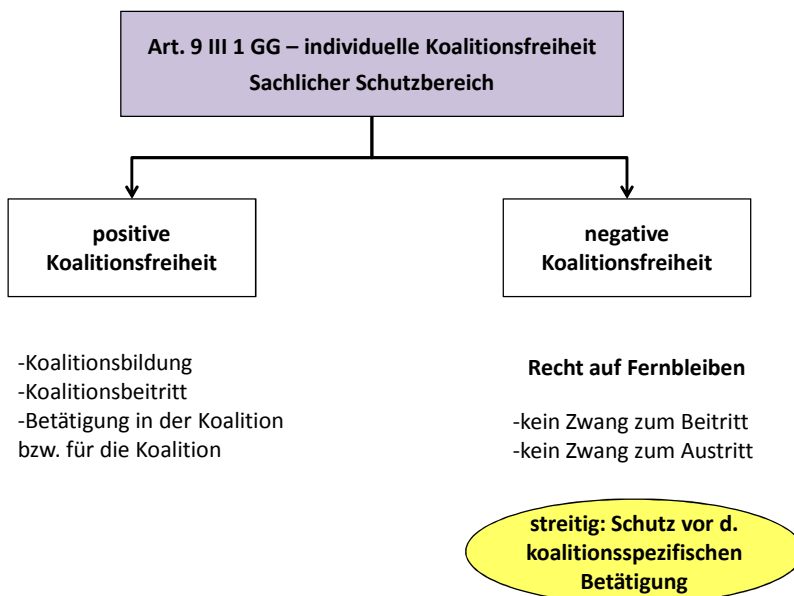 Art. 9 III 1 GG – individuelle Koalitionsfreiheit
Sachlicher Schutzbereich
positive
Koalitionsfreiheit
negative
Koalitionsfreiheit
-Koalitionsbildung
-Koalitionsbeitritt
-Betätigung in der Koalition
bzw. für die Koalition
Recht auf Fernbleiben
-kein Zwang zum Beitritt
-kein Zwang zum Austritt
streitig: Schutz vor d.
koalitionsspezifischen
Betätigung